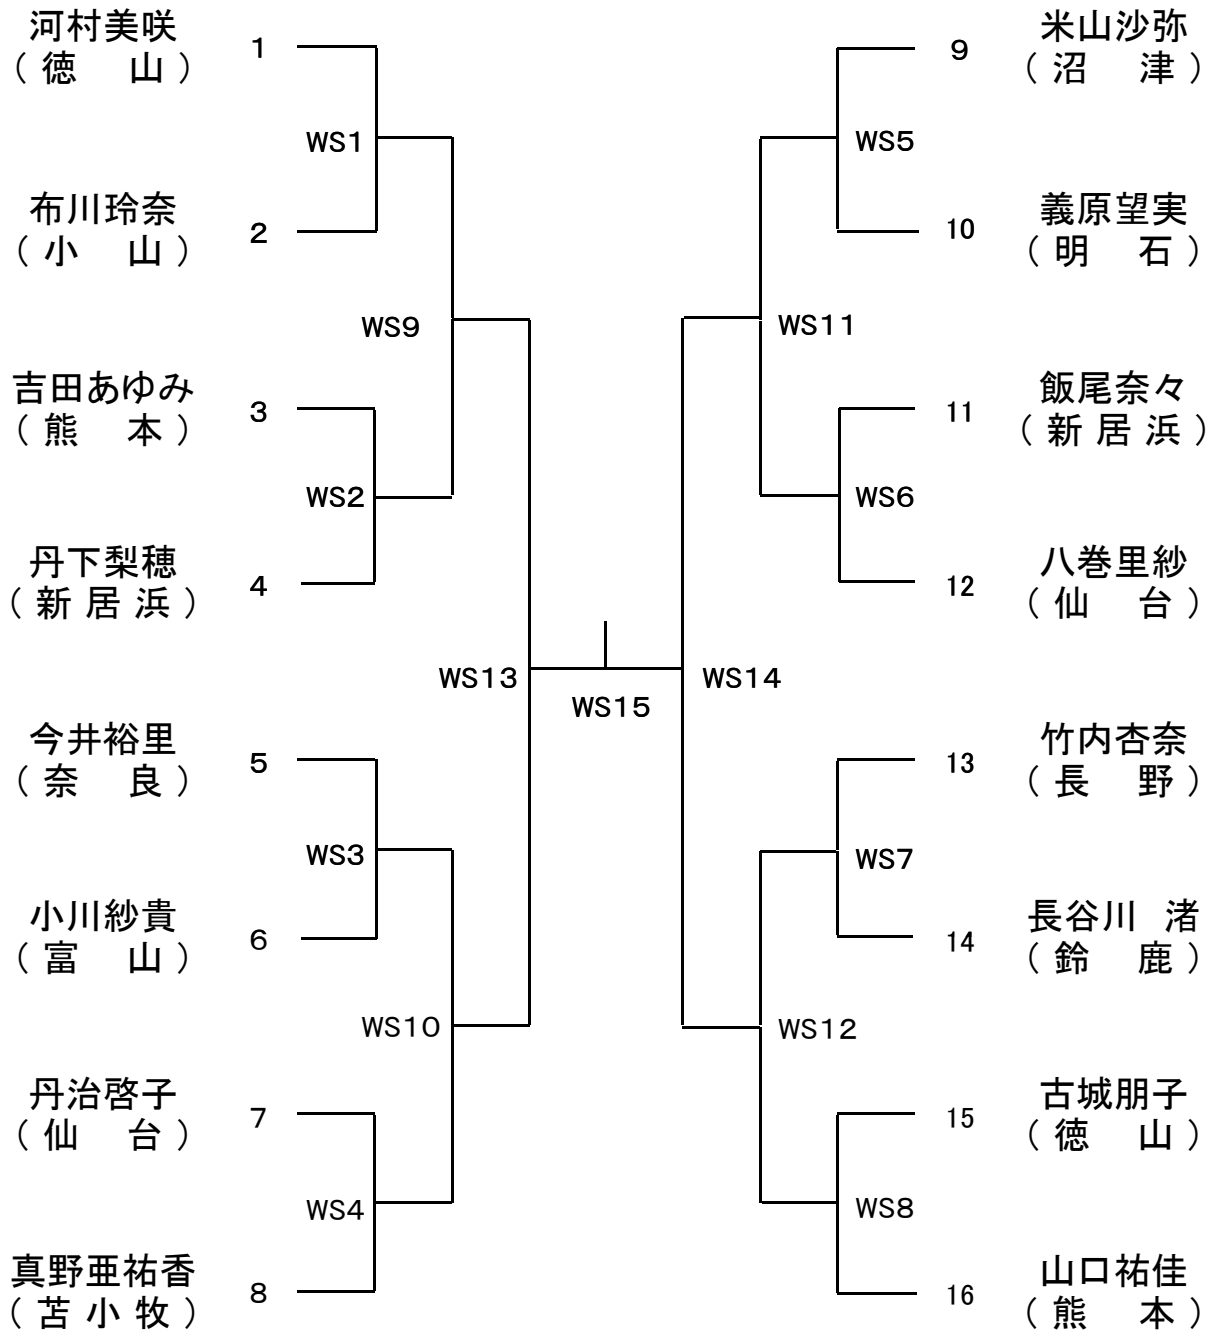 河村美咲
（徳　山）
1
WS1
布川玲奈
（小　山）
2
WS9
吉田あゆみ
（熊　本）
3
WS2
丹下梨穂
（新居浜）
4
WS13
今井裕里
（奈　良）
5
WS3
小川紗貴
（富　山）
6
WS10
丹治啓子
（仙　台）
7
WS4
真野亜祐香
（苫小牧）
8
WS15
米山沙弥
（沼　津）
9
WS5
義原望実
（明　石）
10
WS11
飯尾奈々
（新居浜）
11
WS6
八巻里紗
（仙　台）
12
WS14
竹内杏奈
（長　野）
13
WS7
長谷川　渚
（鈴　鹿）
14
WS12
古城朋子
（徳　山）
15
WS8
山口祐佳
（熊　本）
16